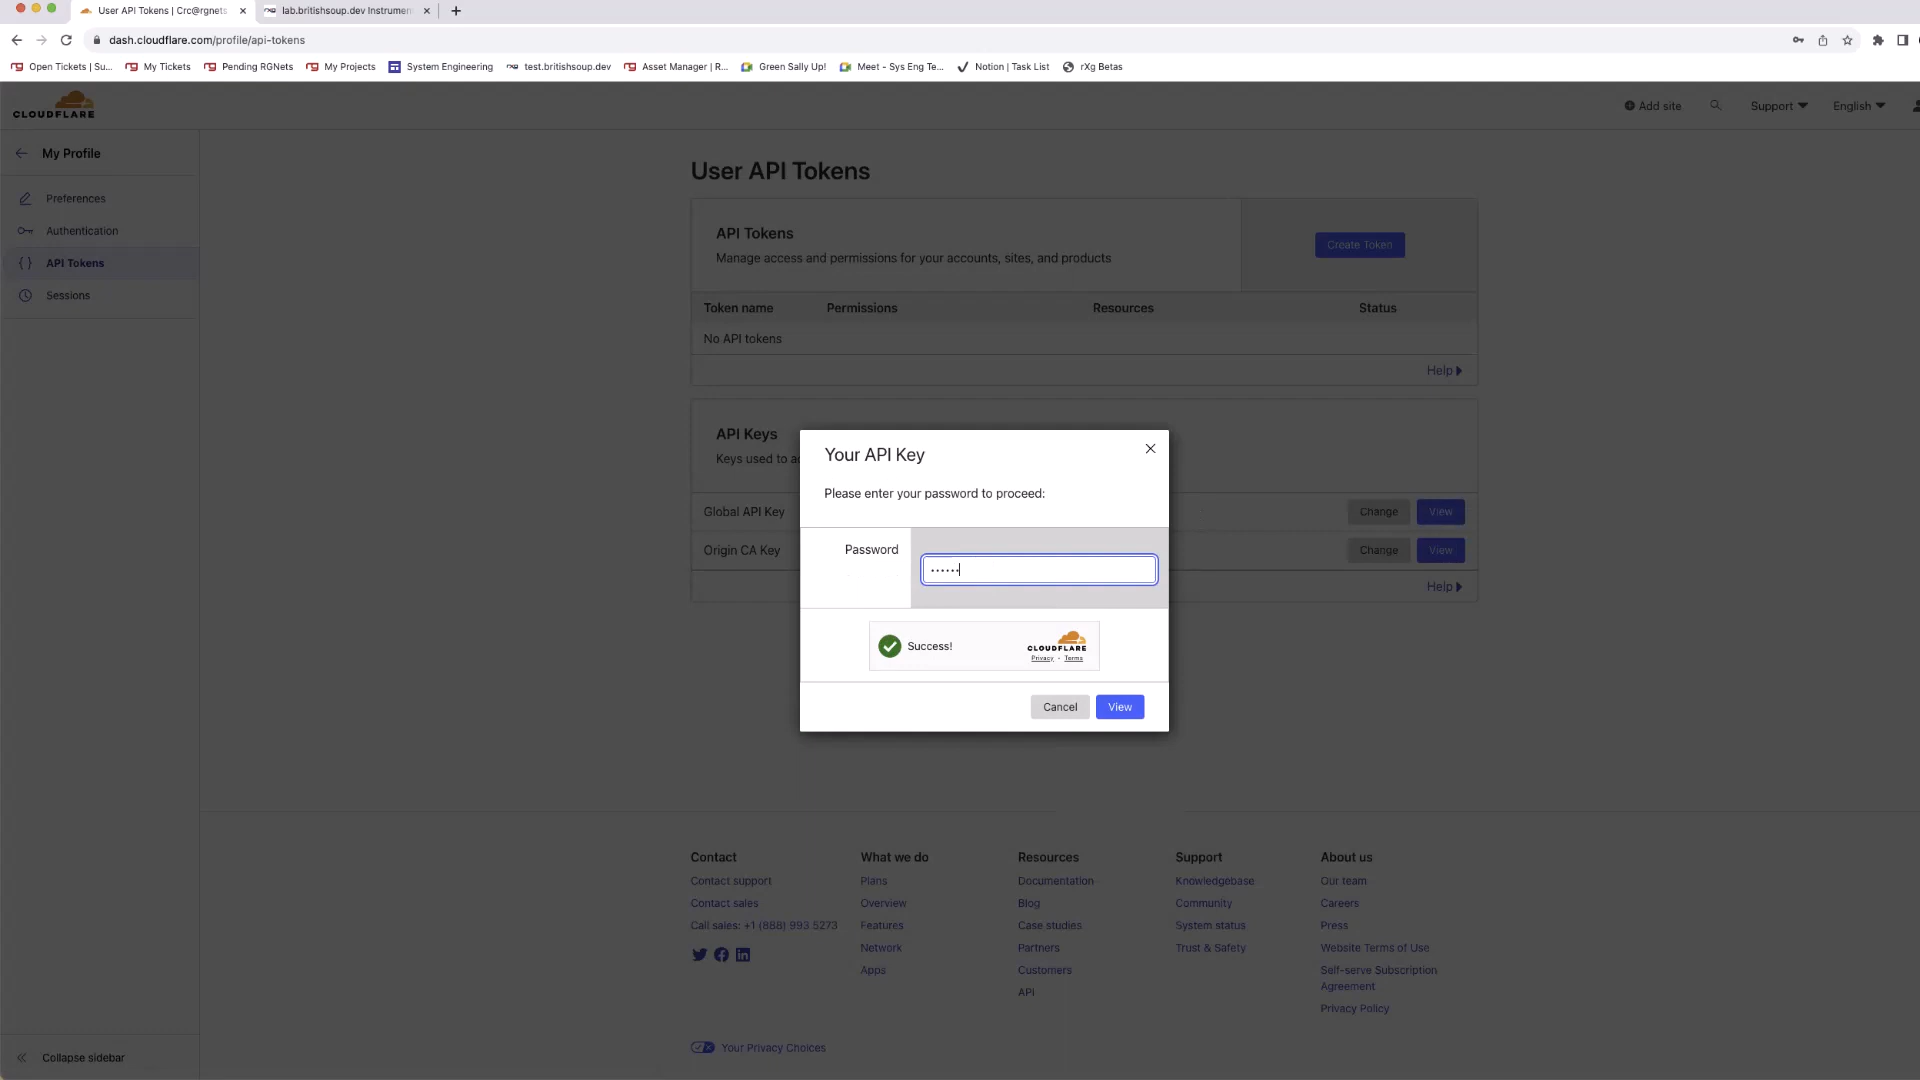 User API Tokens | Crc@rgnets
lab.britishsoup.dev Instrumen
dash.cloudflare.com/profile/api-tokens
Open Tickets | Su...
My Tickets
Pending RGNets
My Projects
System Engineering
test.britishsoup.dev
Asset Manager | R...
Green Sally Up!
Meet - Sys Eng Te...
Notion | Task List
rXg Betas
CLOUDFLARE
Add site
Support
English
My Profile
Preferences
Authentication
API Tokens
Sessions
User API Tokens
API Tokens
Manage access and permissions for your accounts, sites, and products
Create Token
Token name Permissions Resources Status
No API tokens
Help
API Keys
Keys used to a
Global API Key
Change
View
Origin CA Key
Change
View
Help
Your API Key
Please enter your password to proceed:
Password
••••••
Success!
CLOUDFLARE
Privacy • Terms
Cancel
View
Contact
Contact support
Contact sales
Call sales: +1 (888) 993 5273
What we do
Plans
Overview
Features
Network
Apps
Resources
Documentation
Blog
Case studies
Partners
Customers
API
Support
Knowledgebase
Community
System status
Trust & Safety
About us
Our team
Careers
Press
Website Terms of Use
Self-serve Subscription
Agreement
Privacy Policy
Your Privacy Choices
Collapse sidebar